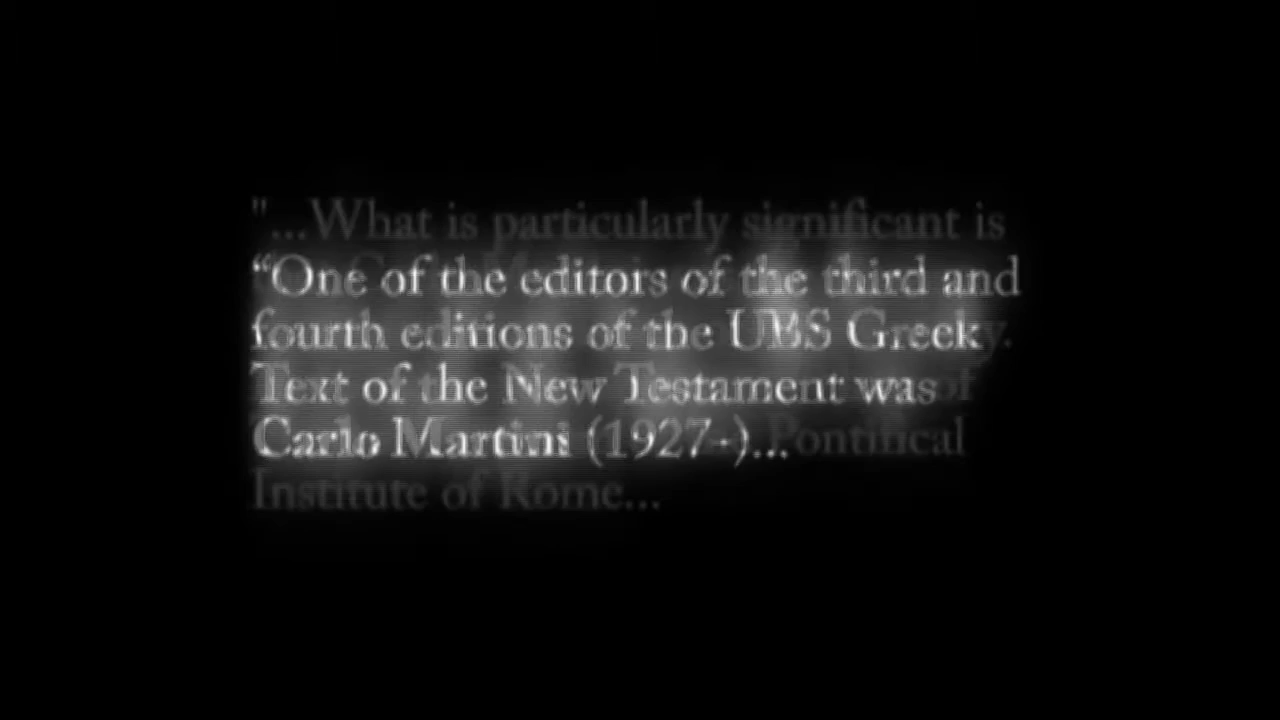 "...What is particularly significant is
“One of the editors of the third and
fourth editions of the UBS Greek
Text of the New Testament was
Carlo Martini (1927-)...
Pontifical
Institute of Rome...